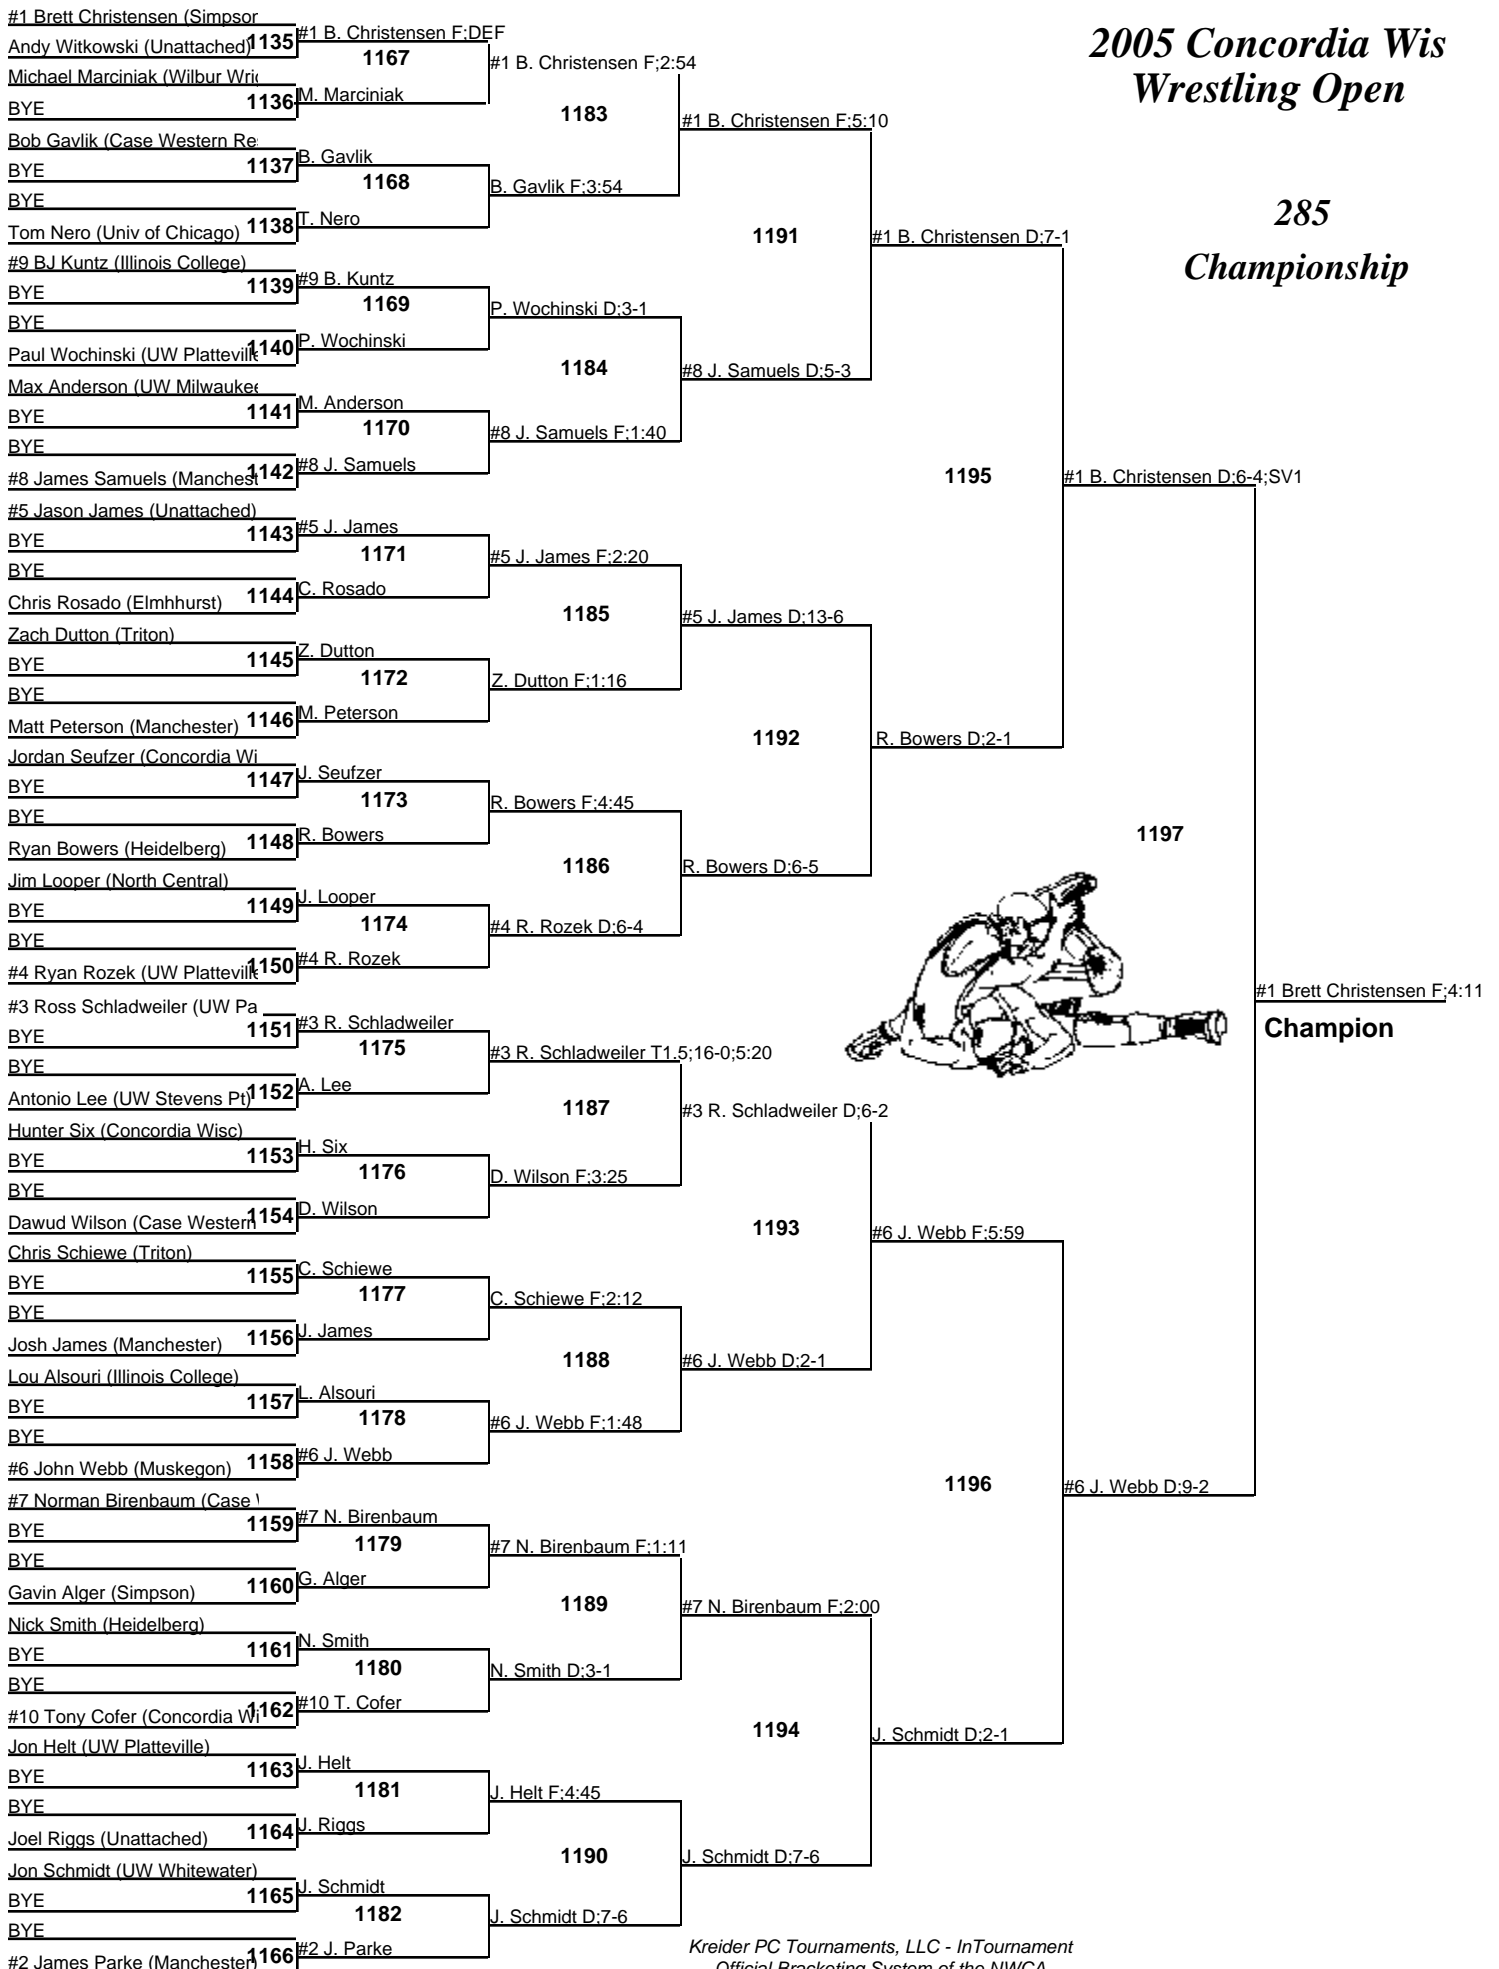 2005 Concordia Wis
Wrestling Open
285
Championship
#1 Brett Christensen (Simpson
Andy Witkowski (Unattached)
1135
Michael Marciniak (Wilbur Wri
BYE
1136
Bob Gavlik (Case Western Re
BYE
1137
BYE
Tom Nero (Univ of Chicago)
1138
#9 BJ Kuntz (Illinois College)
BYE
1139
BYE
Paul Wochinski (UW Platteville
1140
Max Anderson (UW Milwaukee
BYE
1141
BYE
#8 James Samuels (Manchest
1142
#5 Jason James (Unattached)
BYE
1143
BYE
Chris Rosado (Elmhhurst)
1144
Zach Dutton (Triton)
BYE
1145
BYE
Matt Peterson (Manchester)
1146
Jordan Seufzer (Concordia Wi
BYE
1147
BYE
Ryan Bowers (Heidelberg)
1148
Jim Looper (North Central)
BYE
1149
BYE
#4 Ryan Rozek (UW Platteville
1150
#3 Ross Schladweiler (UW Pa
BYE
1151
BYE
Antonio Lee (UW Stevens Pt)
1152
Hunter Six (Concordia Wisc)
BYE
1153
BYE
Dawud Wilson (Case Western
1154
Chris Schiewe (Triton)
BYE
1155
BYE
Josh James (Manchester)
1156
Lou Alsouri (Illinois College)
BYE
1157
BYE
#6 John Webb (Muskegon)
1158
#7 Norman Birenbaum (Case
BYE
1159
BYE
Gavin Alger (Simpson)
1160
Nick Smith (Heidelberg)
BYE
1161
BYE
#10 Tony Cofer (Concordia Wi
1162
Jon Helt (UW Platteville)
BYE
1163
BYE
Joel Riggs (Unattached)
1164
Jon Schmidt (UW Whitewater)
BYE
1165
BYE
#2 James Parke (Manchester)
1166
#1 B. Christensen F;DEF
1167
M. Marciniak
B. Gavlik
1168
T. Nero
#9 B. Kuntz
1169
P. Wochinski
M. Anderson
1170
#8 J. Samuels
#5 J. James
1171
C. Rosado
Z. Dutton
1172
M. Peterson
J. Seufzer
1173
R. Bowers
J. Looper
1174
#4 R. Rozek
#3 R. Schladweiler
1175
A. Lee
H. Six
1176
D. Wilson
C. Schiewe
1177
J. James
L. Alsouri
1178
#6 J. Webb
#7 N. Birenbaum
1179
G. Alger
N. Smith
1180
#10 T. Cofer
J. Helt
1181
J. Riggs
J. Schmidt
1182
#2 J. Parke
#1 B. Christensen F;2:54
1183
B. Gavlik F;3:54
P. Wochinski D;3-1
1184
#8 J. Samuels F;1:40
#5 J. James F;2:20
1185
Z. Dutton F;1:16
R. Bowers F;4:45
1186
#4 R. Rozek D;6-4
#3 R. Schladweiler T1.5;16-0;5:20
1187
D. Wilson F;3:25
C. Schiewe F;2:12
1188
#6 J. Webb F;1:48
#7 N. Birenbaum F;1:11
1189
N. Smith D;3-1
J. Helt F;4:45
1190
J. Schmidt D;7-6
#1 B. Christensen F;5:10
1191
#8 J. Samuels D;5-3
#5 J. James D;13-6
1192
R. Bowers D;6-5
#3 R. Schladweiler D;6-2
1193
#6 J. Webb D;2-1
#7 N. Birenbaum F;2:00
1194
J. Schmidt D;7-6
#1 B. Christensen D;7-1
1195
R. Bowers D;2-1
#6 J. Webb F;5:59
1196
J. Schmidt D;2-1
#1 B. Christensen D;6-4;SV1
1197
#6 J. Webb D;9-2
#1 Brett Christensen F;4:11
Champion
Kreider PC Tournaments, LLC - InTournament
Official Bracketing System of the NWCA